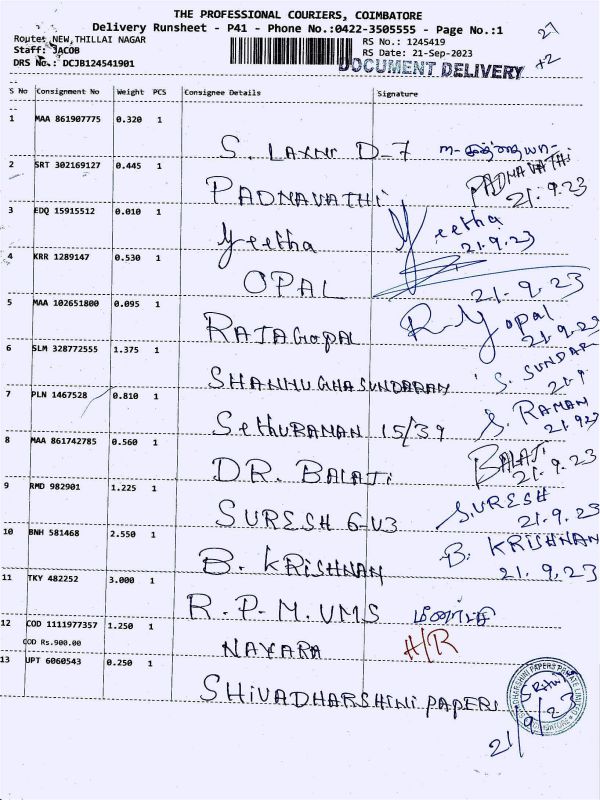 THE PROFESSIONAL COURIERS, COIMBATORE
Delivery Runsheet - P41 - Phone No.:0422-3505555 - Page No.:1
27
+2
Route: NEW,THILLAI NAGAR
Staff: JACOB
DRS No.: DCJB124541901
RS No.: 1245419
RS Date: 21-Sep-2023
DOCUMENT DELIVERY
S No Consignment No Weight PCS Consignee Details Signature
1 MAA 861907775 0.320 1
S. LAXMI D-7
2 SRT 302169127 0.445 1
PADMAVATHI PADMAVATHI 21.9.23
3 EDQ 15915512 0.010 1
Geetha Geetha 21.9.23
4 KRR 1289147 0.530 1
OPAL 21.9.23
5 MAA 102651800 0.095 1
RAJAGOPAL R.Gopal 21.9.23
6 SLM 328772555 1.375 1
SHANMUGHASUNDARAM S. SUNDAR 21.9
7 PLN 1467528 0.810 1
SethURAMAN 15/39 S. RAMAN 21.923
8 MAA 861742785 0.560 1
DR. BALAJI BALAJI 21.9.23
9 RMD 982901 1.225 1
SURESH 6-U3 SURESH 21.9.23
10 BNH 581468 2.550 1
B. KRISHNAN B. KRISHNAN 21.9.23
11 TKY 482252 3.000 1
R.P.M.VMS
12 COD 1111977357 1.250 1
COD Rs.900.00
NAYARA H/R
13 UPT 6060543 0.250 1
SHIVADHARSHINI PAPERS
21/9/23